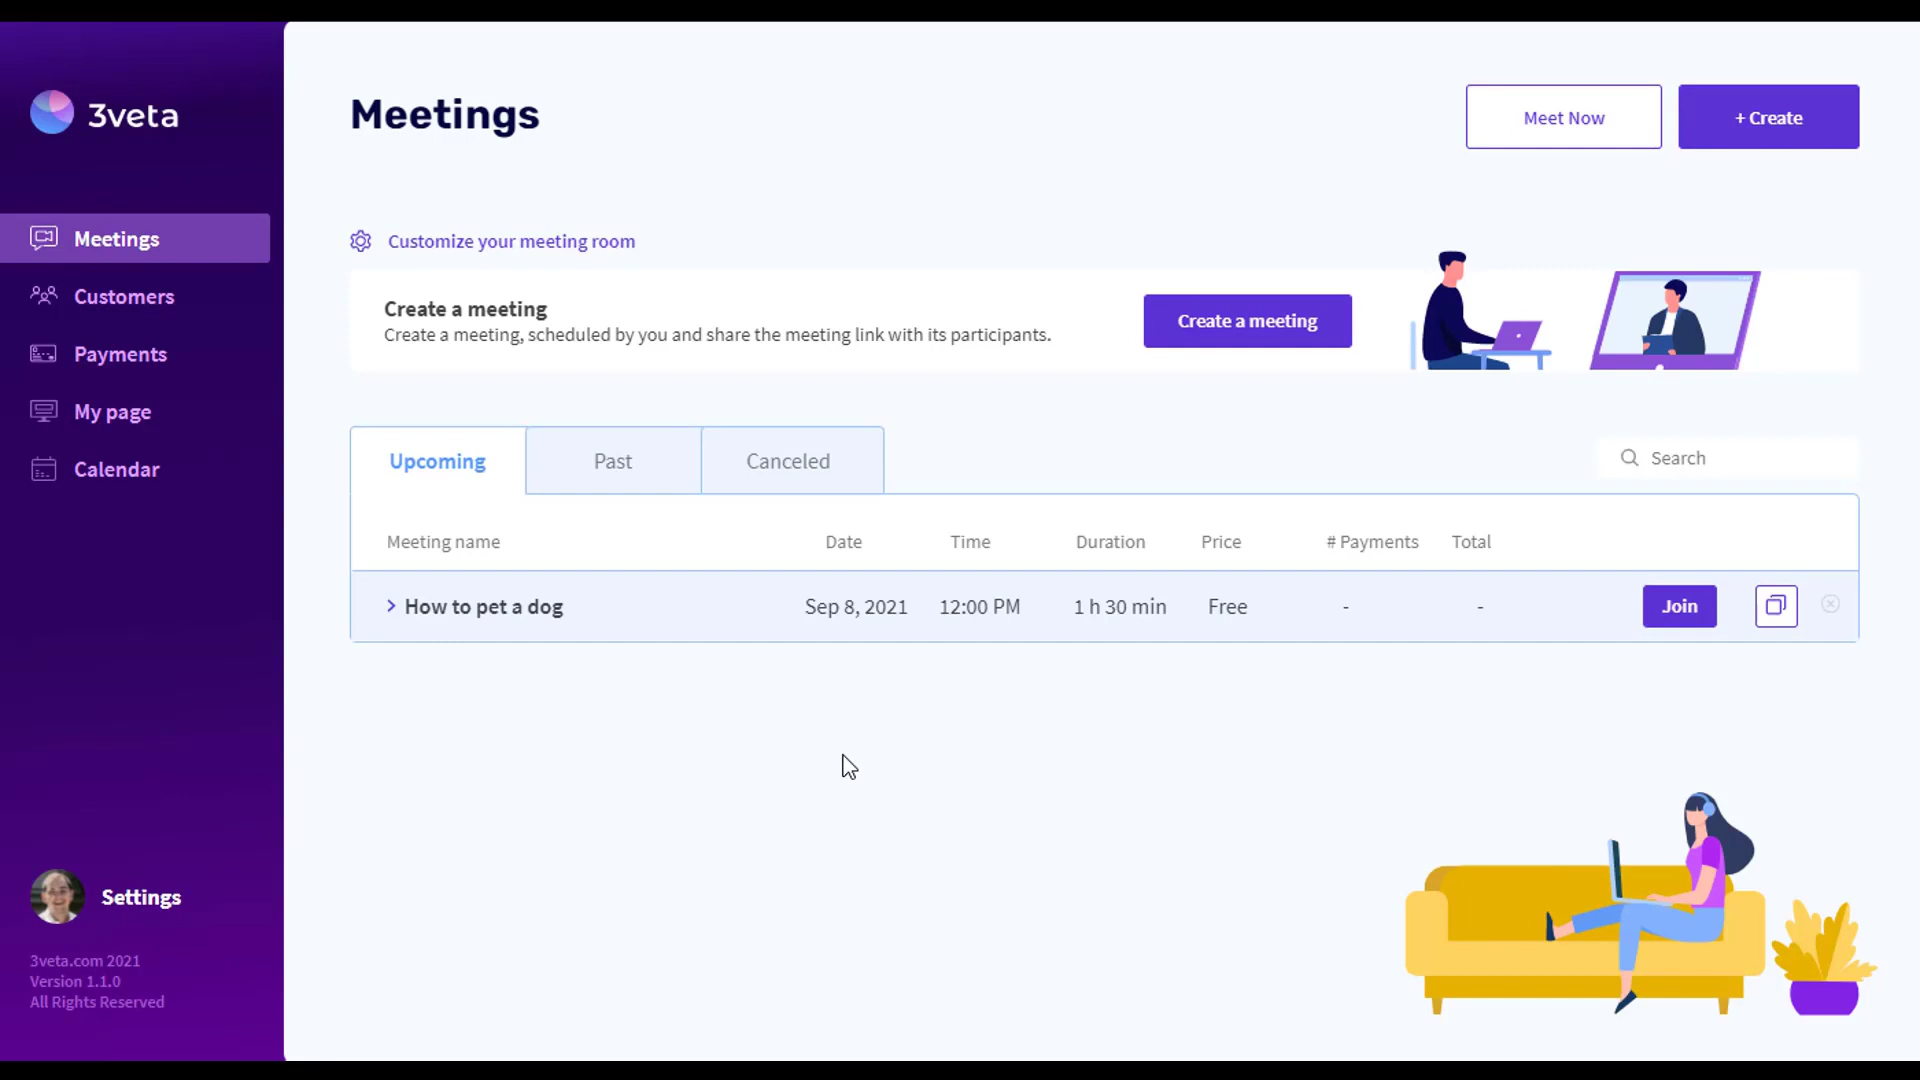 3veta
Meetings
Customers
Payments
My page
Calendar
Settings
3veta.com 2021
Version 1.1.0
All Rights Reserved
Meetings
Meet Now
+ Create
Customize your meeting room
Create a meeting
Create a meeting, scheduled by you and share the meeting link with its participants.
Create a meeting
Upcoming
Past
Canceled
Search
Meeting name
Date
Time
Duration
Price
# Payments
Total
How to pet a dog
Sep 8, 2021
12:00 PM
1 h 30 min
Free
-
-
Join